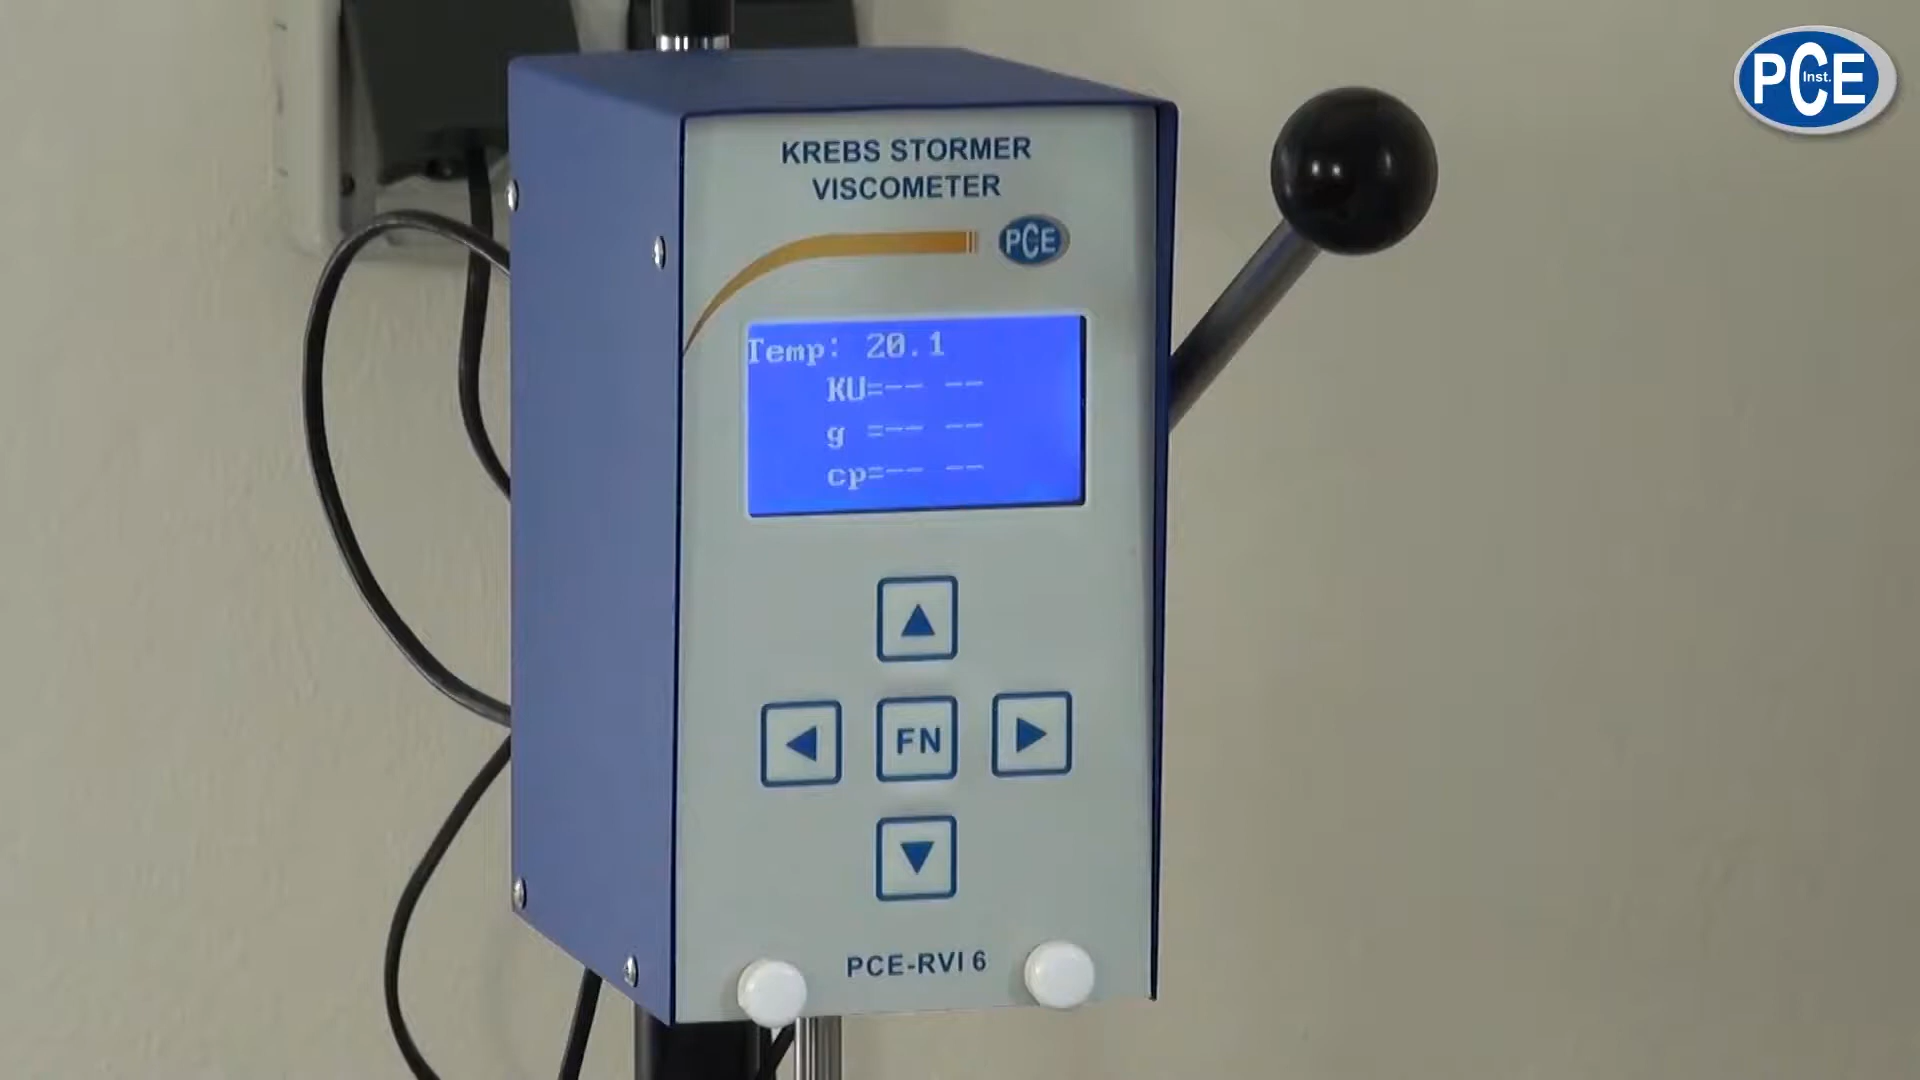 PCE Inst.
KREBS STORMER
VISCOMETER
PCE
Temp: 20.1
KU=-- --
g =-- --
cp=-- --
FN
PCE-RVI 6